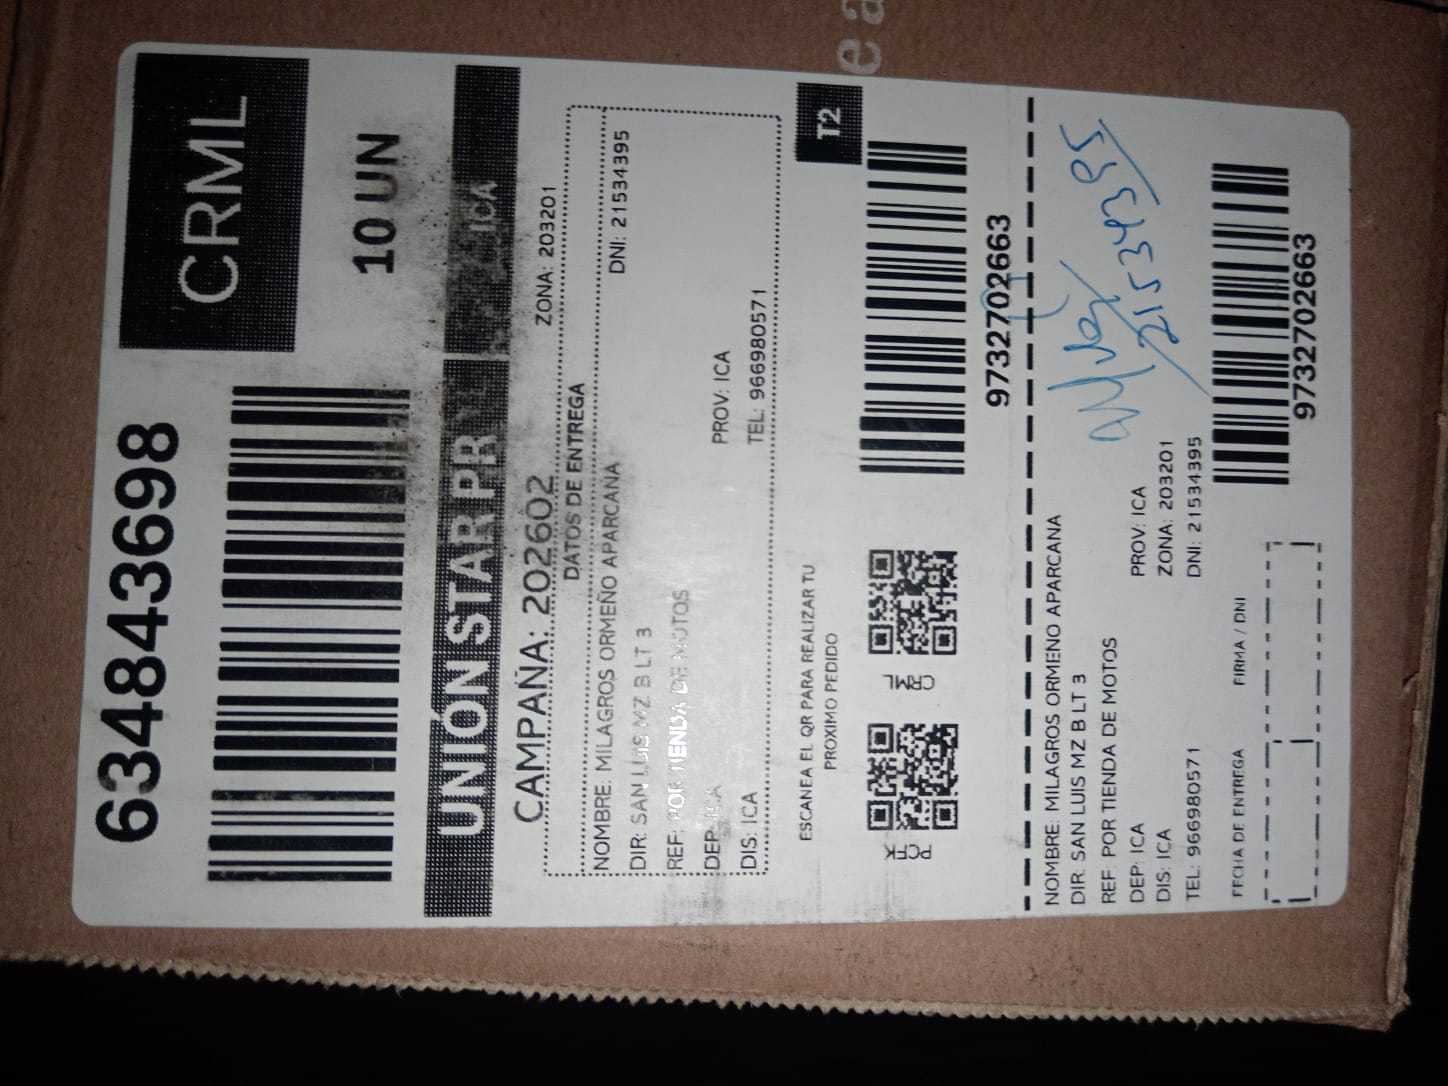 6348843698
CRML
10 UN
UNIÓN STAR PR
ICA
CAMPAÑA: 202602
ZONA: 203201
DATOS DE ENTREGA
NOMBRE: MILAGROS ORMEÑO APARCANA
DNI: 21534395
DIR: SAN LUIS MZ B LT 3
REF: POR TIENDA DE MOTOS
DEP: ICA
PROV: ICA
DIS: ICA
TEL: 966980571
T2
ESCANEA EL QR PARA REALIZAR TU
PROXIMO PEDIDO
PCFK
CRML
9732702663
NOMBRE: MILAGROS ORMENO APARCANA
DIR: SAN LUIS MZ B LT 3
REF: POR TIENDA DE MOTOS
DEP: ICA
PROV: ICA
DIS: ICA
ZONA: 203201
TEL: 966980571
DNI: 21534395
21534395
FECHA DE ENTREGA
FIRMA / DNI
9732702663